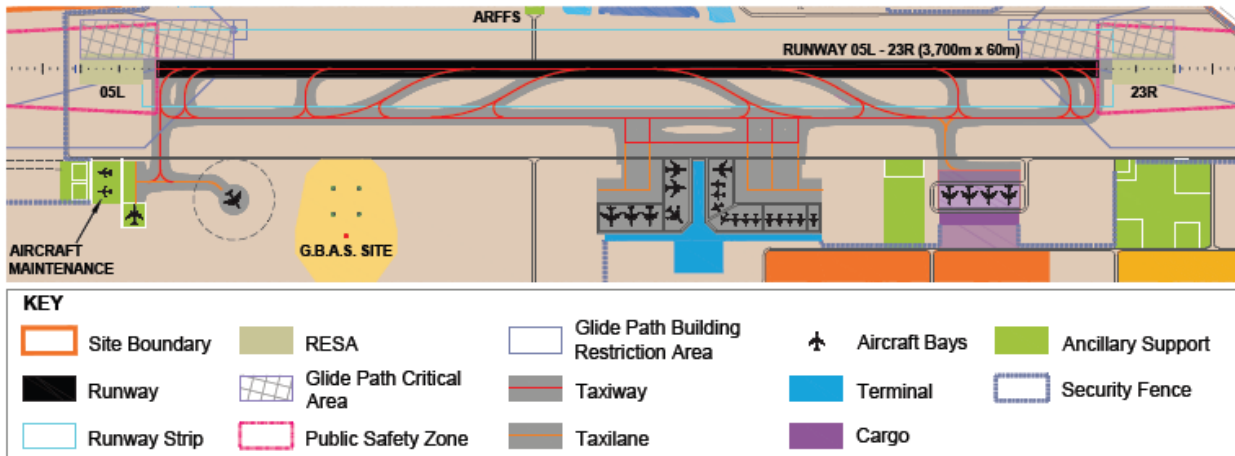 ARFFS
RUNWAY 05L - 23R (3,700m x 60m)
05L
23R
AIRCRAFT
MAINTENANCE
G.B.A.S. SITE
KEY
Site Boundary
RESA
Glide Path Building
Restriction Area
Aircraft Bays
Ancillary Support
Runway
Glide Path Critical
Area
Taxiway
Terminal
Security Fence
Runway Strip
Public Safety Zone
Taxilane
Cargo